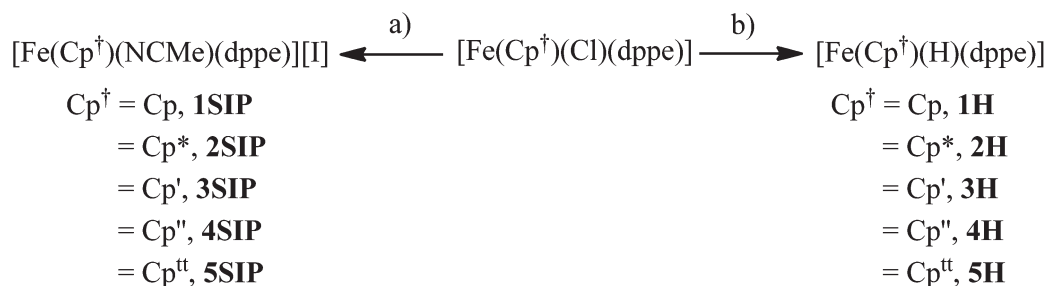 a) b)
[Fe(Cp†)(NCMe)(dppe)][I] [Fe(Cp†)(Cl)(dppe)] [Fe(Cp†)(H)(dppe)]
Cp† = Cp, 1SIP Cp† = Cp, 1H
= Cp*, 2SIP = Cp*, 2H
= Cp', 3SIP = Cp', 3H
= Cp", 4SIP = Cp", 4H
= Cpᵗᵗ, 5SIP = Cpᵗᵗ, 5H